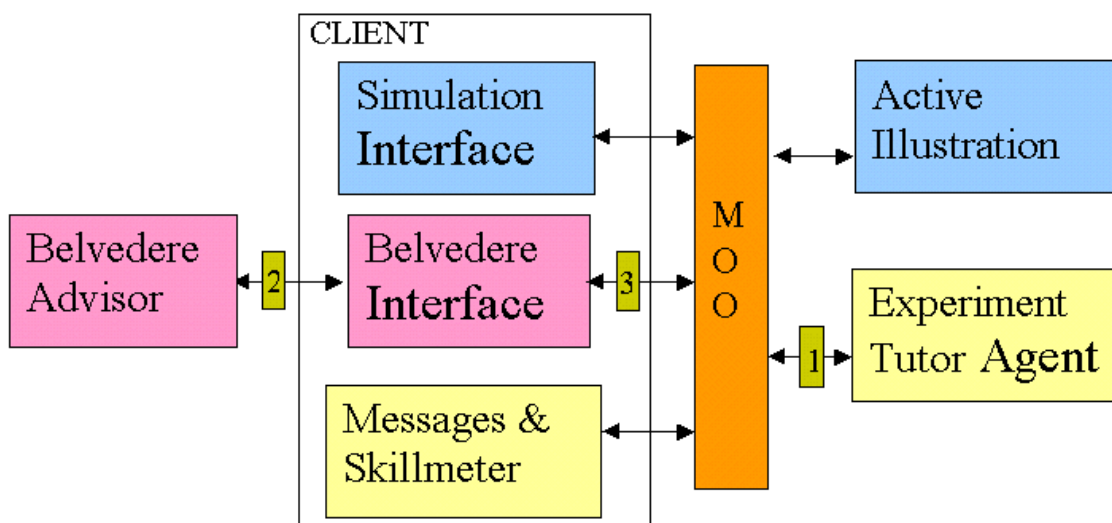 CLIENT
Simulation
Interface
Active
Illustration
M
O
O
Belvedere
Advisor
2
Belvedere
Interface
3
Experiment
Tutor Agent
1
Messages &
Skillmeter